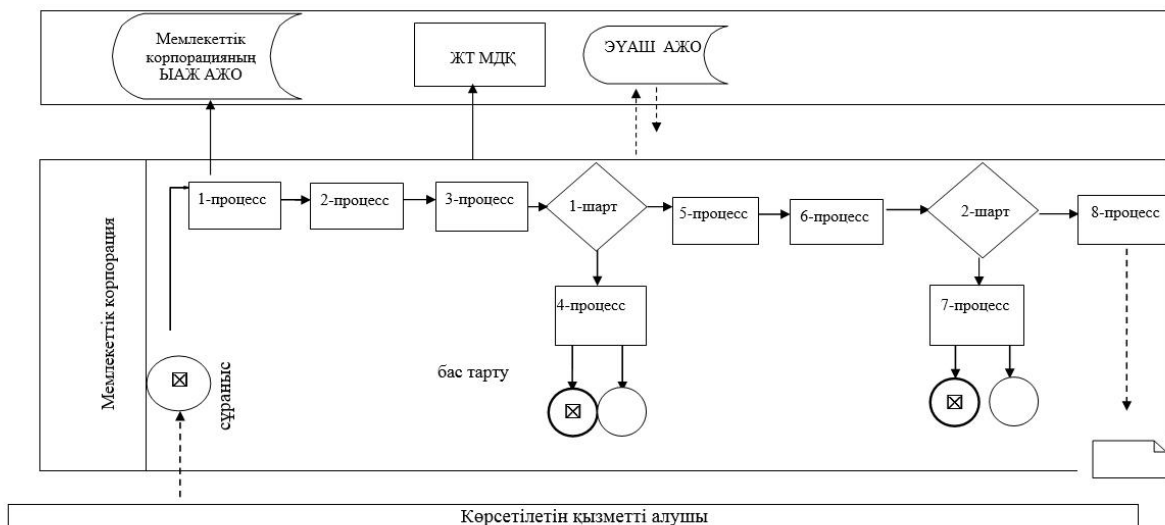 Мемлекеттік
корпорацияның
ЫАЖ АЖО
ЖТ МДҚ
ЭҮАШ АЖО
Мемлекеттік корпорация
1-процесс
2-процесс
3-процесс
1-шарт
5-процесс
6-процесс
2-шарт
8-процесс
4-процесс
7-процесс
сұраныс
бас тарту
Көрсетілетін қызметті алушы